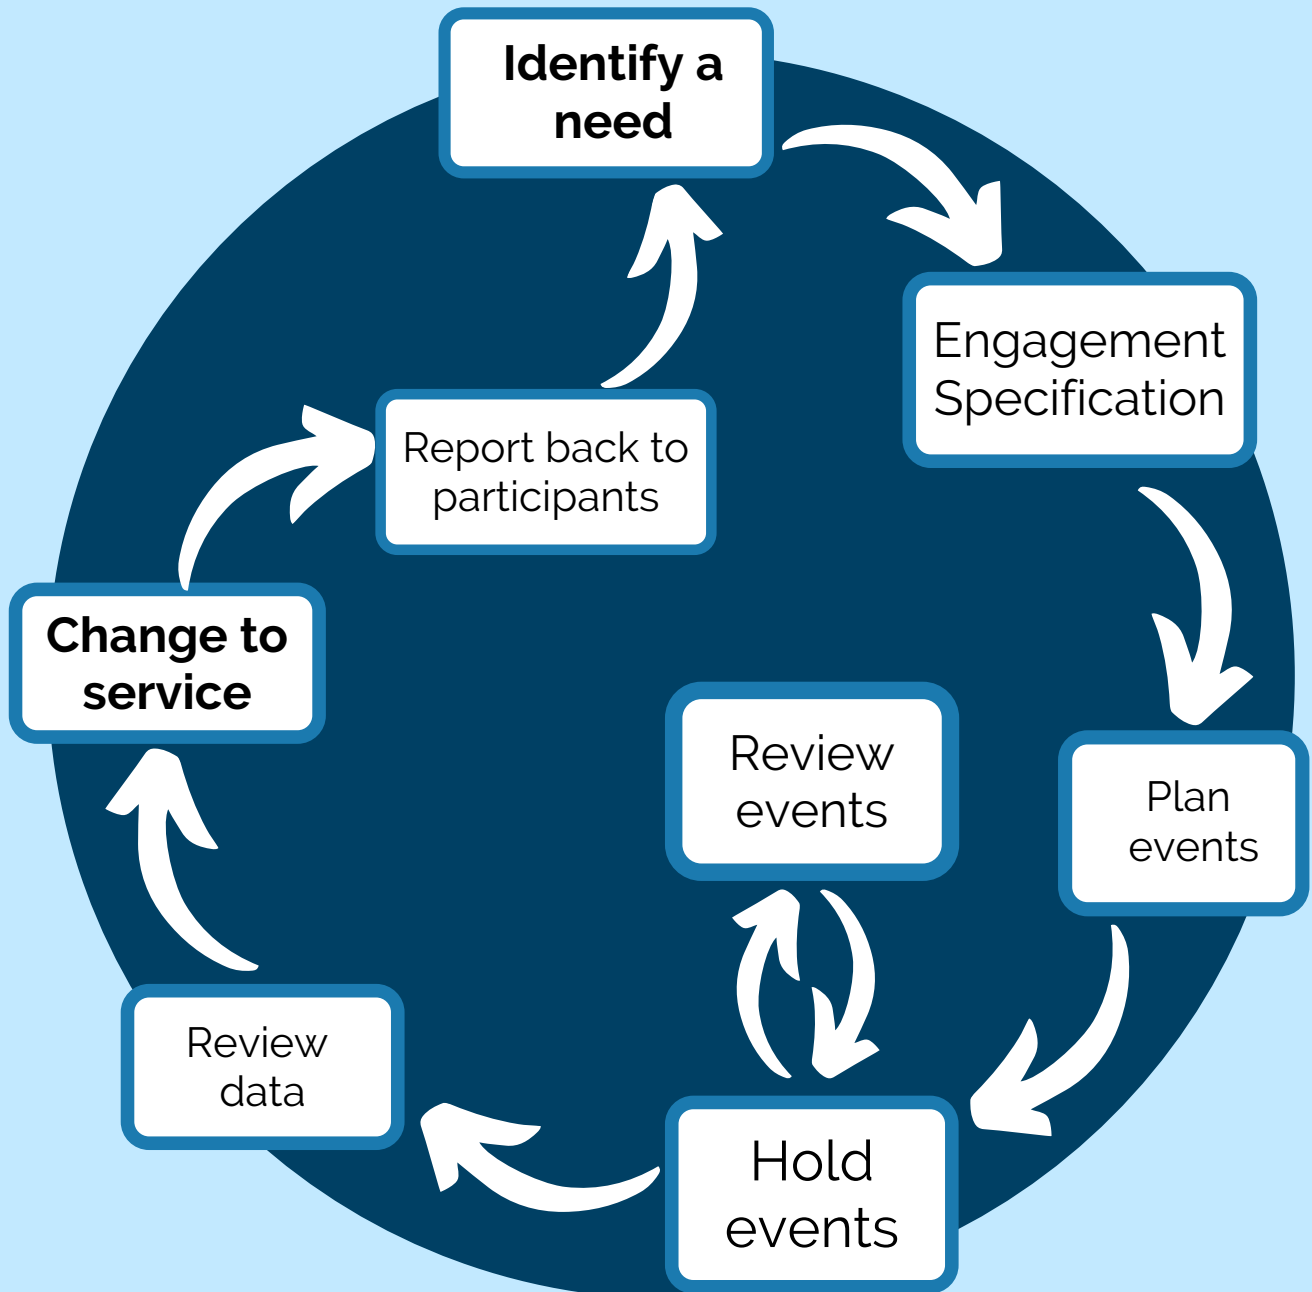 Identify a
need
Engagement
Specification
Plan
events
Hold
events
Review
events
Review
data
Change to
service
Report back to
participants